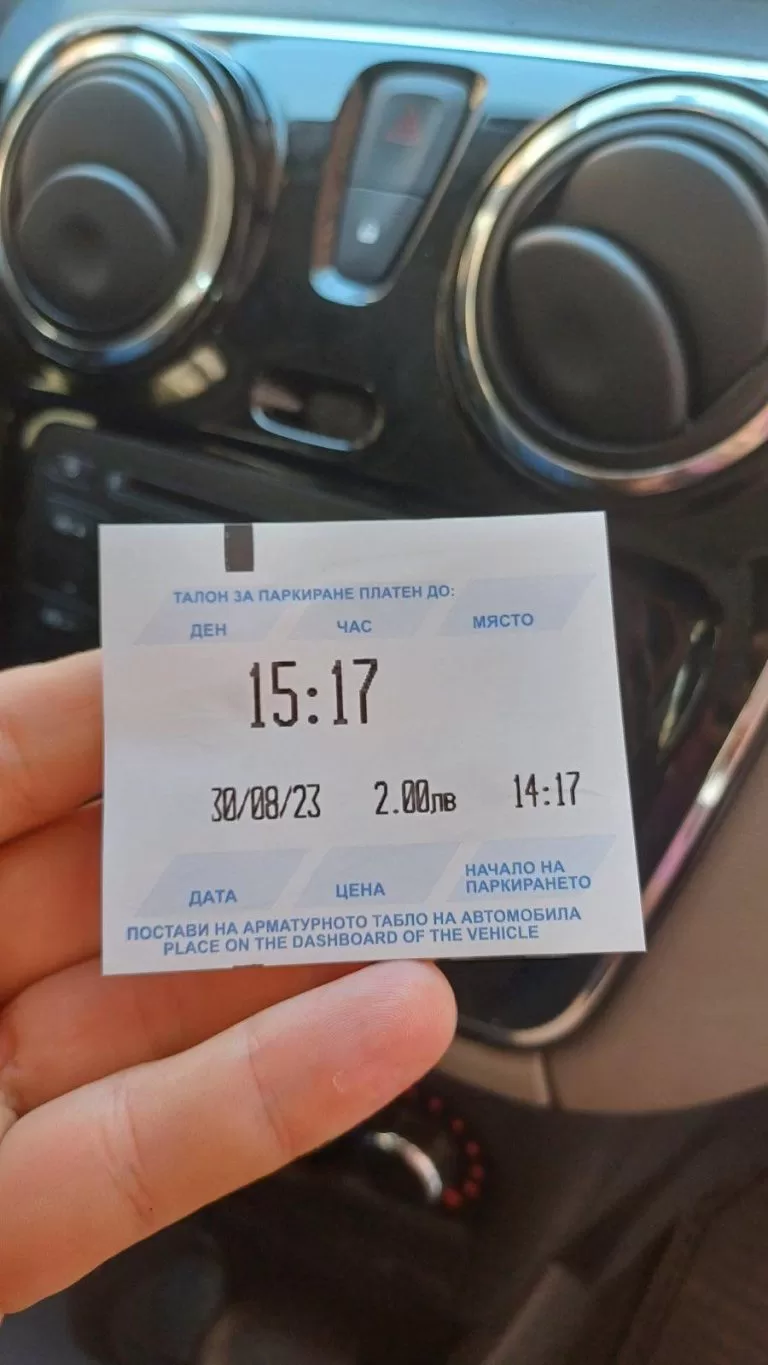 ТАЛОН ЗА ПАРКИРАНЕ ПЛАТЕН ДО:
ДЕН ЧАС МЯСТО
15:17
30/08/23 2.00лв 14:17
ДАТА ЦЕНА НАЧАЛО НА ПАРКИРАНЕТО
ПОСТАВИ НА АРМАТУРНОТО ТАБЛО НА АВТОМОБИЛА
PLACE ON THE DASHBOARD OF THE VEHICLE